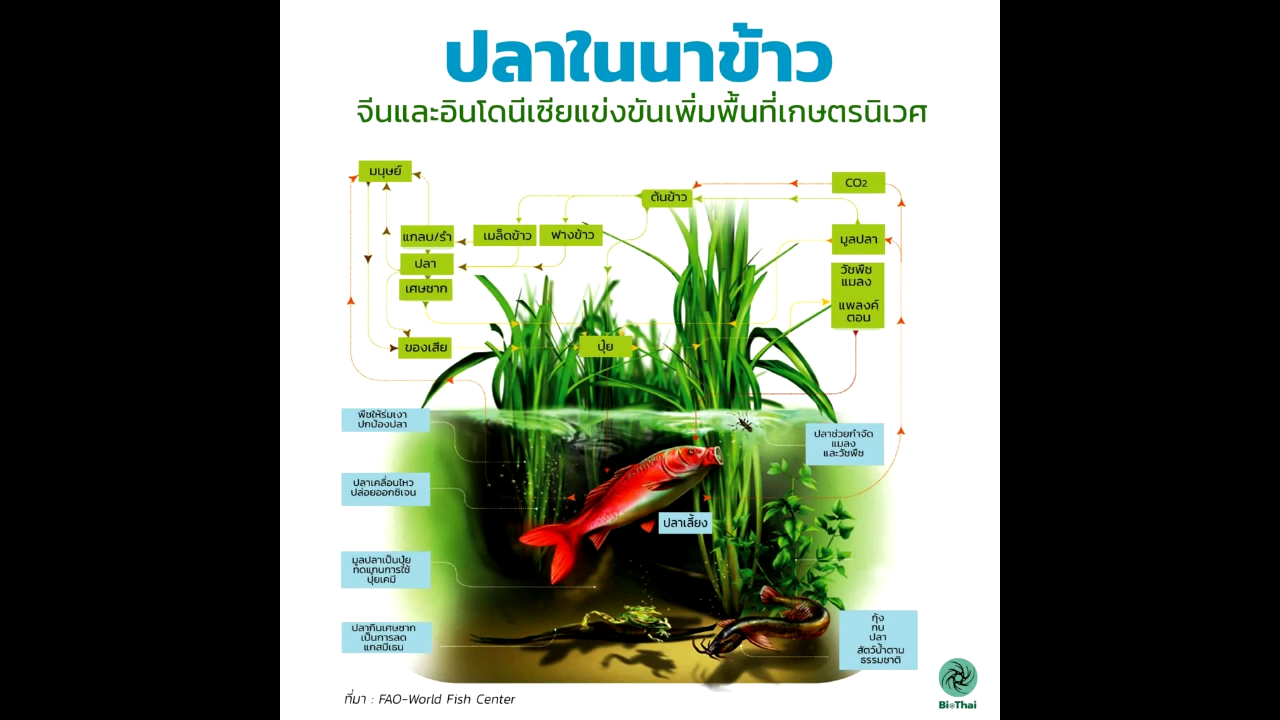 ปลาในนาข้าว
จีนและอินโดนีเซียแข่งขันเพิ่มพื้นที่เกษตรนิเวศ
มนุษย์
CO2
ต้นข้าว
แกลบ/รำ
เมล็ดข้าว
ฟางข้าว
มูลปลา
ปลา
วัชพืช
แมลง
แพลงค์
ตอน
เศษซาก
ของเสีย
ปุ๋ย
พืชให้ร่มเงา
ปกป้องปลา
ปลาช่วยกำจัด
แมลง
และวัชพืช
ปลาเคลื่อนไหว
ปล่อยออกซิเจน
ปลาเลี้ยง
มูลปลาเป็นปุ๋ย
ทดแทนการใช้
ปุ๋ยเคมี
ปลากินเศษซาก
เป็นการลด
แกสมีเธน
กุ้ง
กบ
ปลา
สัตว์น้ำตาม
ธรรมชาติ
ที่มา : FAO-World Fish Center
BioThai